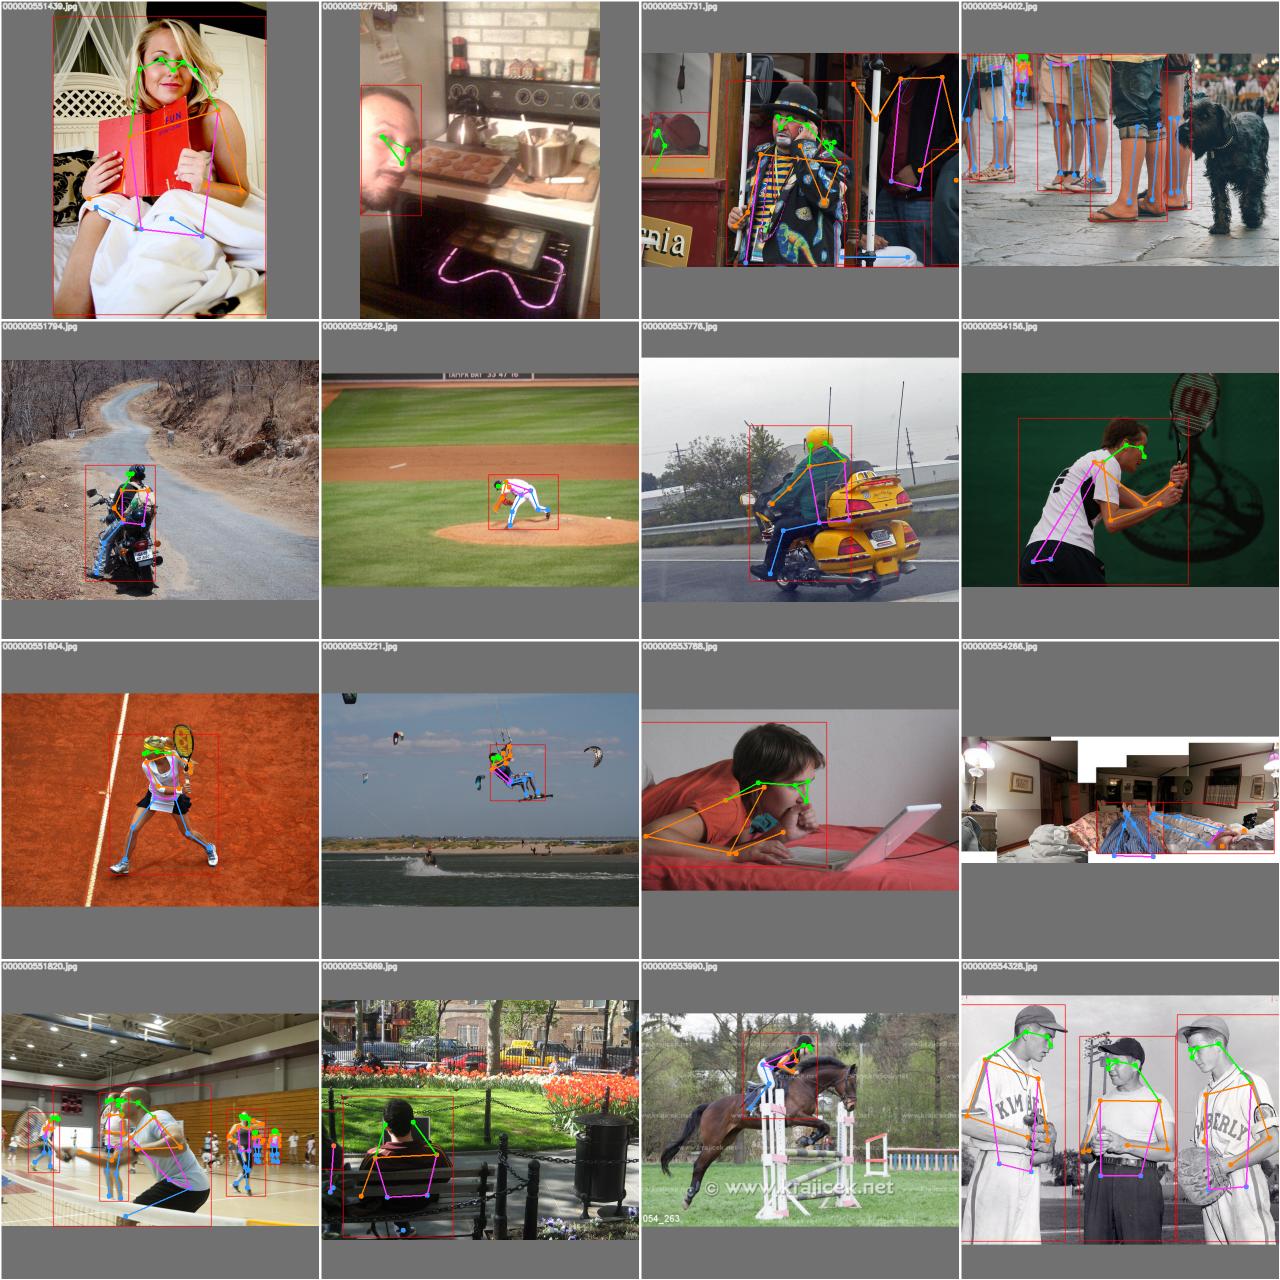 000000551439.jpg
000000552775.jpg
000000553731.jpg
000000554002.jpg
FUN
nia
000000551794.jpg
000000552842.jpg
000000553776.jpg
000000554156.jpg
TAMPA BAY 33 47 16
W
000000551804.jpg
000000553221.jpg
000000553788.jpg
000000554266.jpg
000000551820.jpg
000000553669.jpg
000000553990.jpg
000000554328.jpg
© www.krajicek.net
054_263
KIM
BERLY